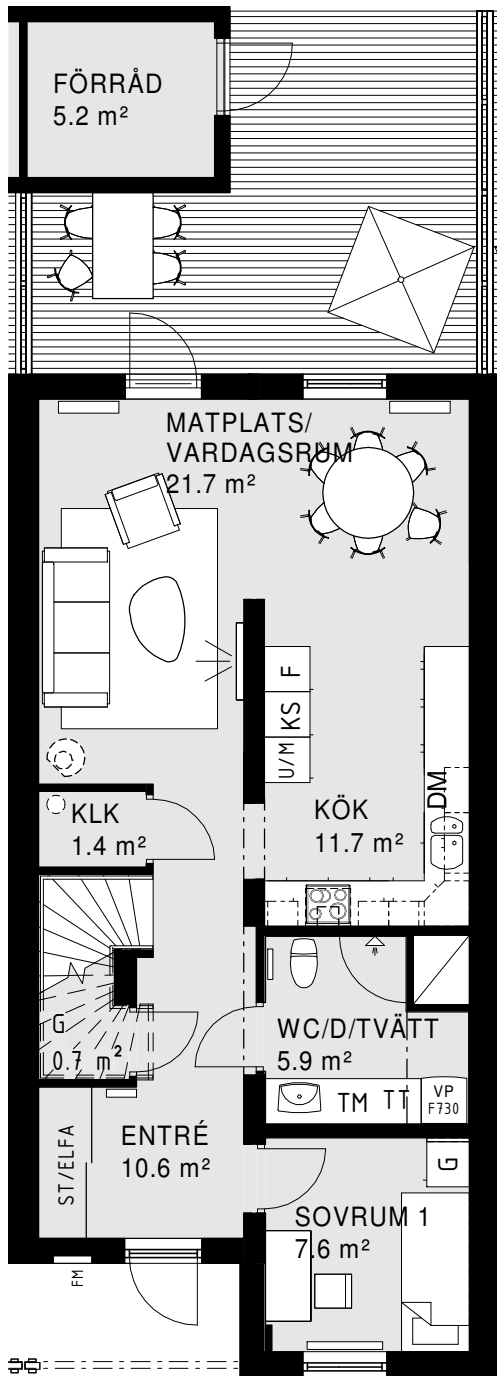 FÖRRÅD
5.2 m²
MATPLATS/
VARDAGSRUM
21.7 m²
F
KS
U/M
DM
KLK
1.4 m²
KÖK
11.7 m²
G
0.7 m²
WC/D/TVÄTT
5.9 m²
TM
TT
VP
F730
ENTRÉ
10.6 m²
ST/ELFA
G
SOVRUM 1
7.6 m²
FM